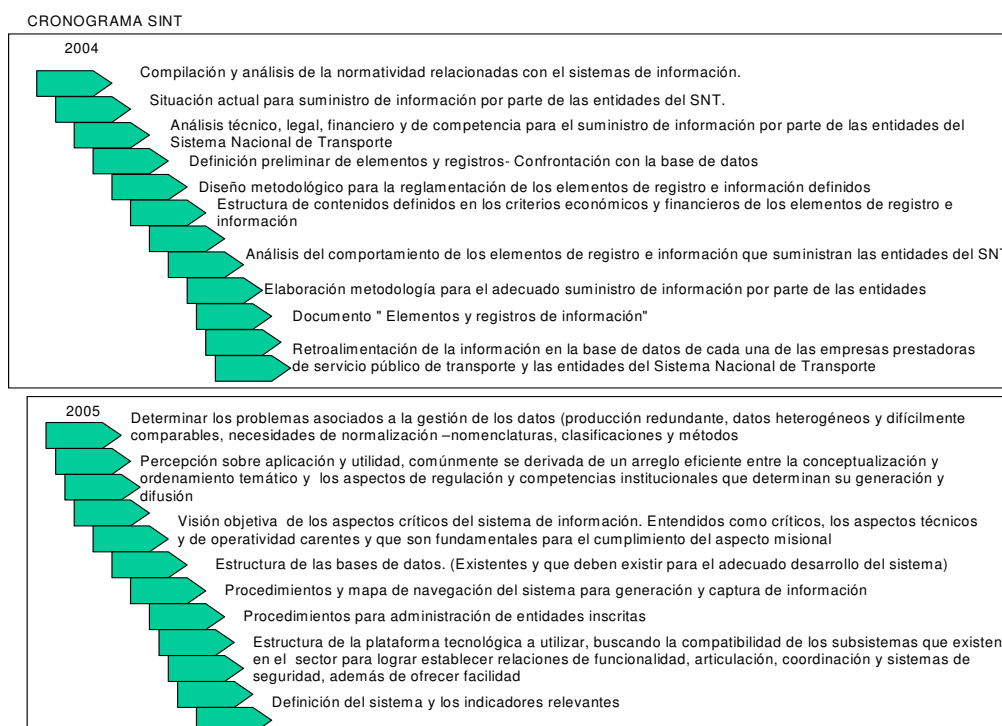 CRONOGRAMA SINT
2004
Compilación y análisis de la normatividad relacionadas con el sistemas de información.
Situación actual para suministro de información por parte de las entidades del SNT.
Análisis técnico, legal, financiero y de competencia para el suministro de información por parte de las entidades del
Sistema Nacional de Transporte
Definición preliminar de elementos y registros- Confrontación con la base de datos
Diseño metodológico para la reglamentación de los elementos de registro e información definidos
Estructura de contenidos definidos en los criterios económicos y financieros de los elementos de registro e
información
Análisis del comportamiento de los elementos de registro e información que suministran las entidades del SNT
Elaboración metodología para el adecuado suministro de información por parte de las entidades
Documento " Elementos y registros de información"
Retroalimentación de la información en la base de datos de cada una de las empresas prestadoras
de servicio público de transporte y las entidades del Sistema Nacional de Transporte
2005
Determinar los problemas asociados a la gestión de los datos (producción redundante, datos heterogéneos y difícilmente
comparables, necesidades de normalización –nomenclaturas, clasificaciones y métodos
Percepción sobre aplicación y utilidad, comúnmente se derivada de un arreglo eficiente entre la conceptualización y
ordenamiento temático y los aspectos de regulación y competencias institucionales que determinan su generación y
difusión
Visión objetiva de los aspectos críticos del sistema de información. Entendidos como críticos, los aspectos técnicos
y de operatividad carentes y que son fundamentales para el cumplimiento del aspecto misional
Estructura de las bases de datos. (Existentes y que deben existir para el adecuado desarrollo del sistema)
Procedimientos y mapa de navegación del sistema para generación y captura de información
Procedimientos para administración de entidades inscritas
Estructura de la plataforma tecnológica a utilizar, buscando la compatibilidad de los subsistemas que existen
en el sector para lograr establecer relaciones de funcionalidad, articulación, coordinación y sistemas de
seguridad, además de ofrecer facilidad
Definición del sistema y los indicadores relevantes